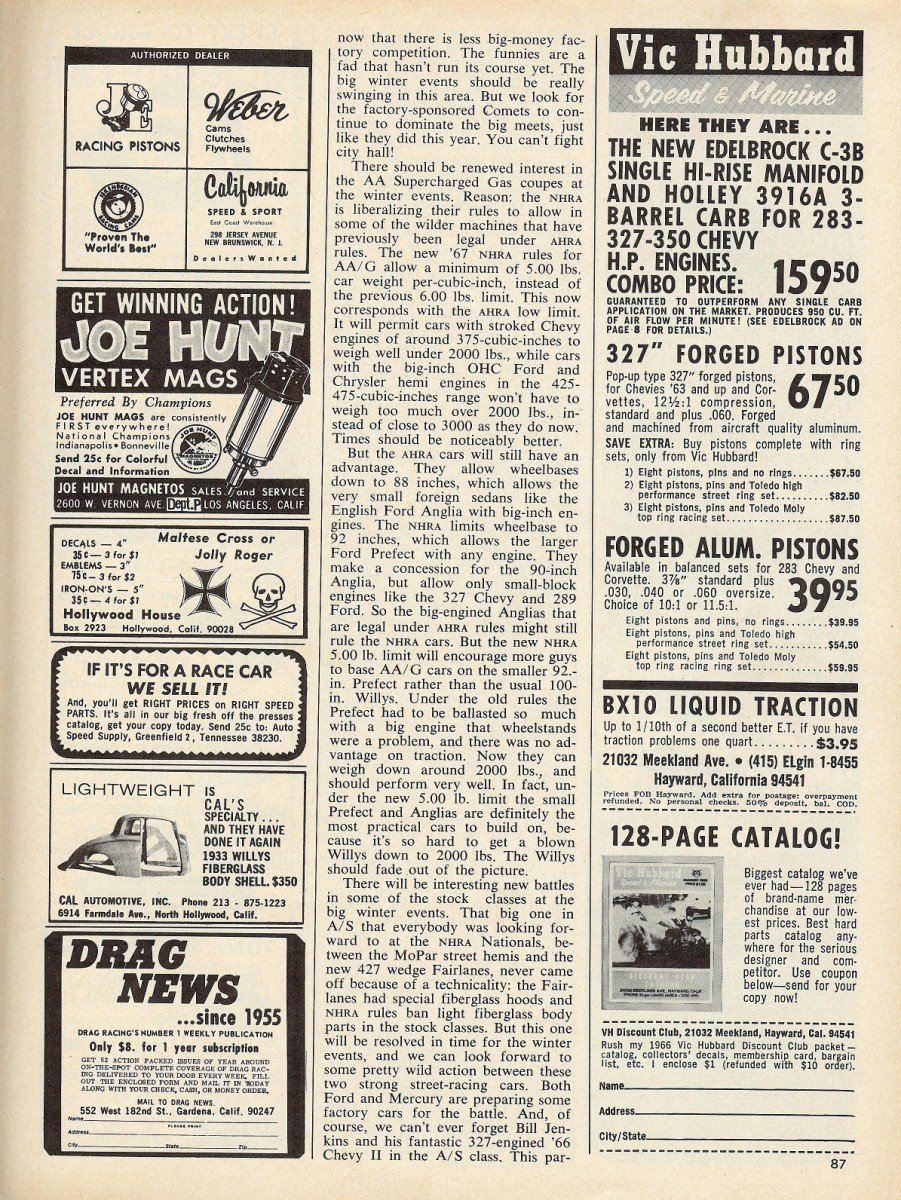 AUTHORIZED DEALER
JE
RACING PISTONS
Weber
Cams
Clutches
Flywheels
RACING CAMS
"Proven The
World's Best"
California
SPEED & SPORT
East Coast Warehouse
298 JERSEY AVENUE
NEW BRUNSWICK, N. J.
Dealers Wanted
GET WINNING ACTION!
JOE HUNT
VERTEX MAGS
Preferred By Champions
JOE HUNT MAGS are consistently
FIRST everywhere!
National Champions
Indianapolis • Bonneville
Send 25c for Colorful
Decal and Information
JOE HUNT
MAGNETOS
JOE HUNT MAGNETOS SALES and SERVICE
2600 W. VERNON AVE. Dept.P LOS ANGELES, CALIF.
DECALS — 4"
35¢ — 3 for $1
EMBLEMS — 3"
75¢ — 3 for $2
IRON-ON'S — 5"
35¢ — 4 for $1
Maltese Cross or
Jolly Roger
Hollywood House
Box 2923 Hollywood, Calif. 90028
IF IT'S FOR A RACE CAR
WE SELL IT!
And, you'll get RIGHT PRICES on RIGHT SPEED
PARTS. It's all in our big fresh off the presses
catalog, get your copy today. Send 25c to: Auto
Speed Supply, Greenfield 2, Tennessee 38230.
LIGHTWEIGHT IS
CAL'S
SPECIALTY...
AND THEY HAVE
DONE IT AGAIN
1933 WILLYS
FIBERGLASS
BODY SHELL. $350
CAL AUTOMOTIVE, INC. Phone 213 - 875-1223
6914 Farmdale Ave., North Hollywood, Calif.
DRAG
NEWS
...since 1955
DRAG RACING'S NUMBER 1 WEEKLY PUBLICATION
Only $8. for 1 year subscription
GET 52 ACTION PACKED ISSUES OF YEAR AROUND
ON-THE-SPOT COMPLETE COVERAGE OF DRAG RAC-
ING DELIVERED TO YOUR DOOR EVERY WEEK. FILL
OUT THE ENCLOSED FORM AND MAIL IT IN TODAY
ALONG WITH YOUR CHECK, CASH, OR MONEY ORDER.
MAIL TO DRAG NEWS.
552 West 182nd St., Gardena, Calif. 90247
Name
PLEASE PRINT
Address
City State Zip
now that there is less big-money fac-
tory competition. The funnies are a
fad that hasn't run its course yet. The
big winter events should be really
swinging in this area. But we look for
the factory-sponsored Comets to con-
tinue to dominate the big meets, just
like they did this year. You can't fight
city hall!
There should be renewed interest in
the AA Supercharged Gas coupes at
the winter events. Reason: the NHRA
is liberalizing their rules to allow in
some of the wilder machines that have
previously been legal under AHRA
rules. The new '67 NHRA rules for
AA/G allow a minimum of 5.00 lbs.
car weight per-cubic-inch, instead of
the previous 6.00 lbs. limit. This now
corresponds with the AHRA low limit.
It will permit cars with stroked Chevy
engines of around 375-cubic-inches to
weigh well under 2000 lbs., while cars
with the big-inch OHC Ford and
Chrysler hemi engines in the 425-
475-cubic-inches range won't have to
weigh too much over 2000 lbs., in-
stead of close to 3000 as they do now.
Times should be noticeably better.
But the AHRA cars will still have an
advantage. They allow wheelbases
down to 88 inches, which allows the
very small foreign sedans like the
English Ford Anglia with big-inch en-
gines. The NHRA limits wheelbase to
92 inches, which allows the larger
Ford Prefect with any engine. They
make a concession for the 90-inch
Anglia, but allow only small-block
engines like the 327 Chevy and 289
Ford. So the big-engined Anglias that
are legal under AHRA rules might still
rule the NHRA cars. But the new NHRA
5.00 lb. limit will encourage more guys
to base AA/G cars on the smaller 92.-
in. Prefect rather than the usual 100-
in. Willys. Under the old rules the
Prefect had to be ballasted so much
with a big engine that wheelstands
were a problem, and there was no ad-
vantage on traction. Now they can
weigh down around 2000 lbs., and
should perform very well. In fact, un-
der the new 5.00 lb. limit the small
Prefect and Anglias are definitely the
most practical cars to build on, be-
cause it's so hard to get a blown
Willys down to 2000 lbs. The Willys
should fade out of the picture.
There will be interesting new battles
in some of the stock classes at the
big winter events. That big one in
A/S that everybody was looking for-
ward to at the NHRA Nationals, be-
tween the MoPar street hemis and the
new 427 wedge Fairlanes, never came
off because of a technicality: the Fair-
lanes had special fiberglass hoods and
NHRA rules ban light fiberglass body
parts in the stock classes. But this one
will be resolved in time for the winter
events, and we can look forward to
some pretty wild action between these
two strong street-racing cars. Both
Ford and Mercury are preparing some
factory cars for the battle. And, of
course, we can't ever forget Bill Jen-
kins and his fantastic 327-engined '66
Chevy II in the A/S class. This par-
Vic Hubbard
Speed & Marine
HERE THEY ARE...
THE NEW EDELBROCK C-3B
SINGLE HI-RISE MANIFOLD
AND HOLLEY 3916A 3-
BARREL CARB FOR 283-
327-350 CHEVY
H.P. ENGINES.
COMBO PRICE: 159 50
GUARANTEED TO OUTPERFORM ANY SINGLE CARB
APPLICATION ON THE MARKET. PRODUCES 950 CU. FT.
OF AIR FLOW PER MINUTE! (SEE EDELBROCK AD ON
PAGE 8 FOR DETAILS.)
327" FORGED PISTONS
Pop-up type 327" forged pistons,
for Chevies '63 and up and Cor-
vettes, 12½:1 compression,
standard and plus .060. Forged
and machined from aircraft quality aluminum.
67 50
SAVE EXTRA: Buy pistons complete with ring
sets, only from Vic Hubbard!
1) Eight pistons, pins and no rings.......$67.50
2) Eight pistons, pins and Toledo high
performance street ring set.........$82.50
3) Eight pistons, pins and Toledo Moly
top ring racing set.................$87.50
FORGED ALUM. PISTONS
Available in balanced sets for 283 Chevy and
Corvette. 3⅞" standard plus
.030, .040 or .060 oversize.
Choice of 10:1 or 11.5:1.
39 95
Eight pistons and pins, no rings.......$39.95
Eight pistons, pins and Toledo high
performance street ring set..........$54.50
Eight pistons, pins and Toledo Moly
top ring racing ring set.............$59.95
BX10 LIQUID TRACTION
Up to 1/10th of a second better E.T. if you have
traction problems one quart.........$3.95
21032 Meekland Ave. • (415) ELgin 1-8455
Hayward, California 94541
Prices FOB Hayward. Add extra for postage: overpayment
refunded. No personal checks. 50% deposit, bal. COD.
128-PAGE CATALOG!
Vic Hubbard
Speed & Marine
Biggest catalog we've
ever had—128 pages
of brand-name mer-
chandise at our low-
est prices. Best hard
parts catalog any-
where for the serious
designer and com-
petitor. Use coupon
below—send for your
copy now!
VH Discount Club, 21032 Meekland, Hayward, Cal. 94541
Rush my 1966 Vic Hubbard Discount Club packet —
catalog, collectors' decals, membership card, bargain
list, etc. I enclose $1 (refunded with $10 order).
Name
Address
City/State
87